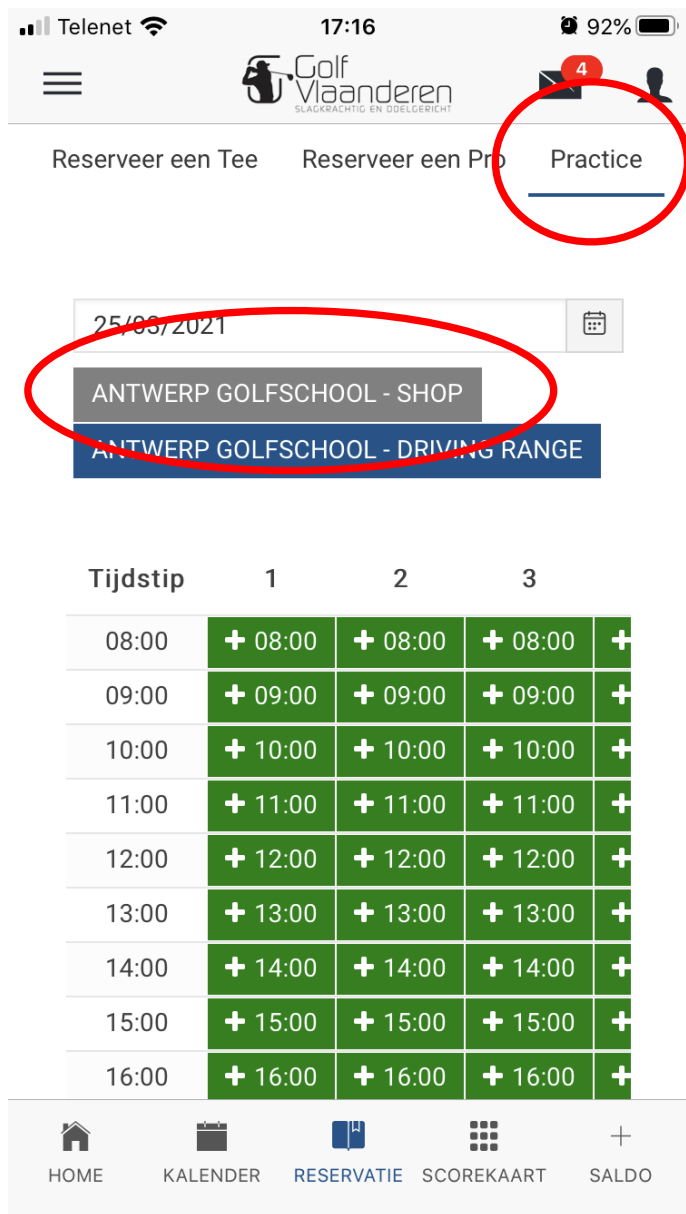 Telenet 17:16 92%
Golf
Vlaanderen
SLAGKRACHTIG EN DOELGERICHT
4
Reserveer een Tee Reserveer een Pro Practice
25/03/2021
ANTWERP GOLFSCHOOL - SHOP
ANTWERP GOLFSCHOOL - DRIVING RANGE
Tijdstip 1 2 3
08:00 + 08:00 + 08:00 + 08:00 +
09:00 + 09:00 + 09:00 + 09:00 +
10:00 + 10:00 + 10:00 + 10:00 +
11:00 + 11:00 + 11:00 + 11:00 +
12:00 + 12:00 + 12:00 + 12:00 +
13:00 + 13:00 + 13:00 + 13:00 +
14:00 + 14:00 + 14:00 + 14:00 +
15:00 + 15:00 + 15:00 + 15:00 +
16:00 + 16:00 + 16:00 + 16:00 +
HOME KALENDER RESERVATIE SCOREKAART SALDO